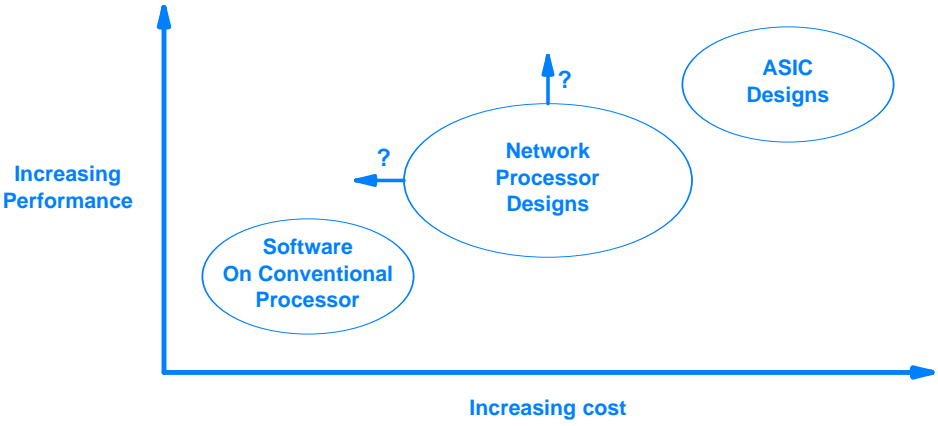 ASIC
Designs
?
Network
Processor
Designs
?
Increasing
Performance
Software
On Conventional
Processor
Increasing cost